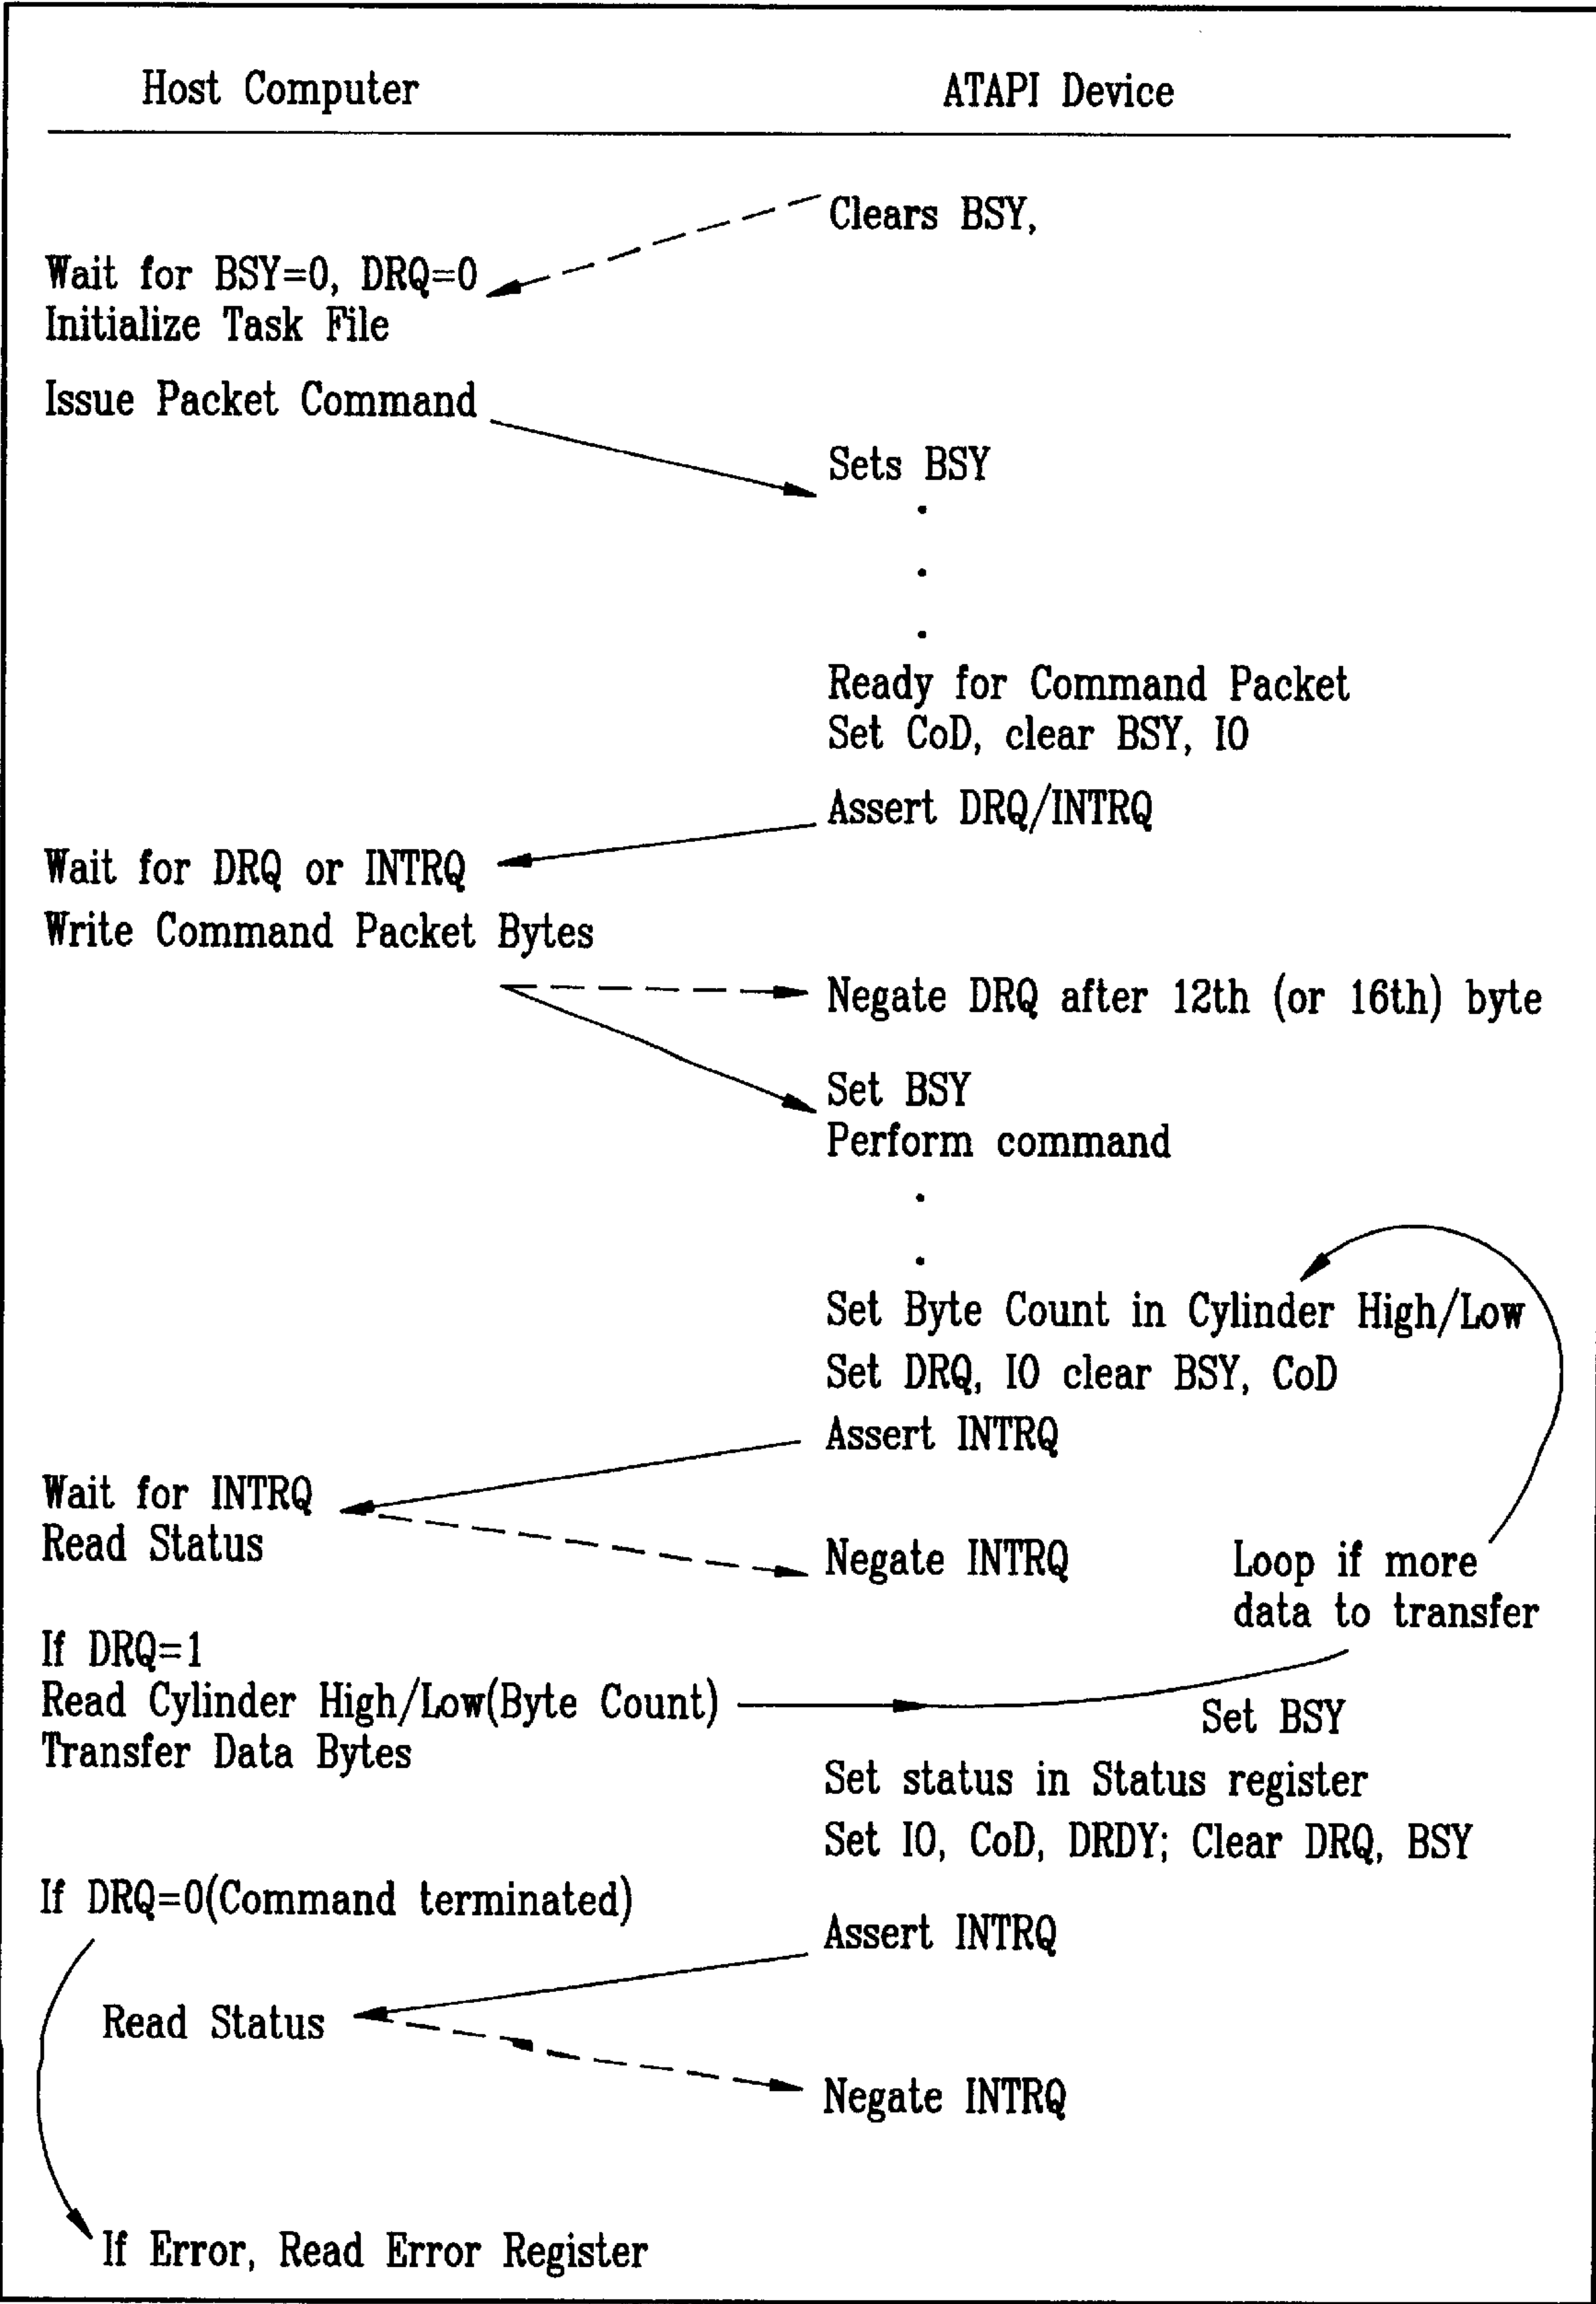 Host Computer
ATAPI Device
Clears BSY,
Wait for BSY=0, DRQ=0
Initialize Task File
Issue Packet Command
Sets BSY
Ready for Command Packet
Set CoD, clear BSY, IO
Assert DRQ/INTRQ
Wait for DRQ or INTRQ
Write Command Packet Bytes
Negate DRQ after 12th (or 16th) byte
Set BSY
Perform command
Set Byte Count in Cylinder High/Low
Set DRQ, IO clear BSY, CoD
Assert INTRQ
Wait for INTRQ
Read Status
Negate INTRQ
Loop if more
data to transfer
If DRQ=1
Read Cylinder High/Low(Byte Count)
Transfer Data Bytes
Set BSY
Set status in Status register
Set IO, CoD, DRDY; Clear DRQ, BSY
If DRQ=0(Command terminated)
Assert INTRQ
Read Status
Negate INTRQ
If Error, Read Error Register